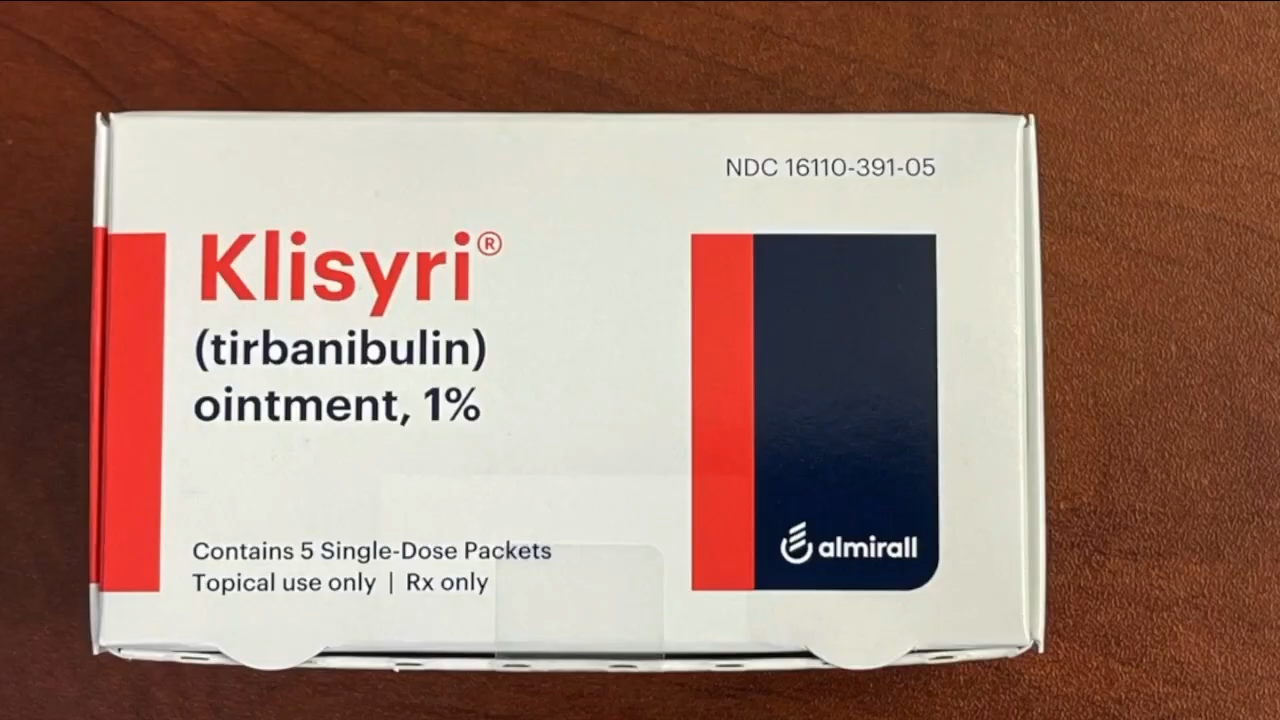 NDC 16110-391-05
Klisyri®
(tirbanibulin)
ointment, 1%
Contains 5 Single-Dose Packets
Topical use only | Rx only
almirall